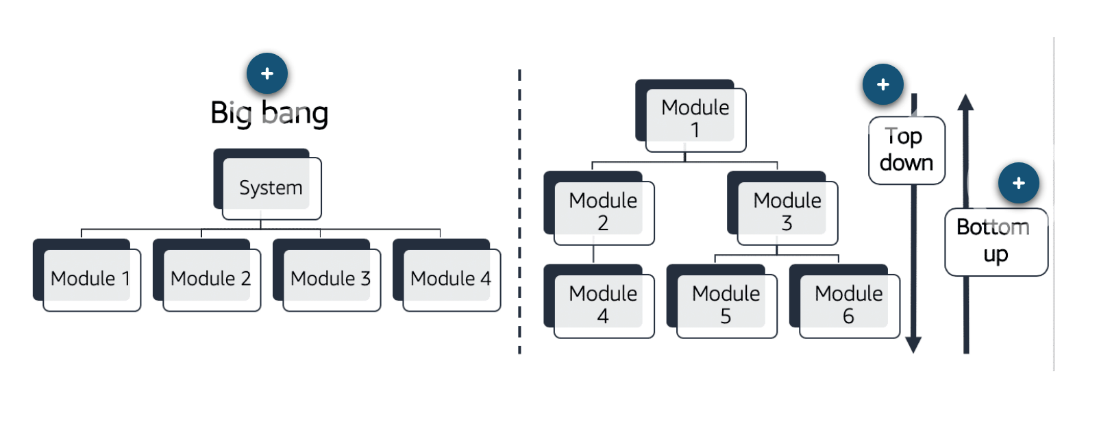 Big bang
System
Module 1
Module 2
Module 3
Module 4
Module
1
Module
2
Module
3
Module
4
Module
5
Module
6
Top
down
Bottom
up